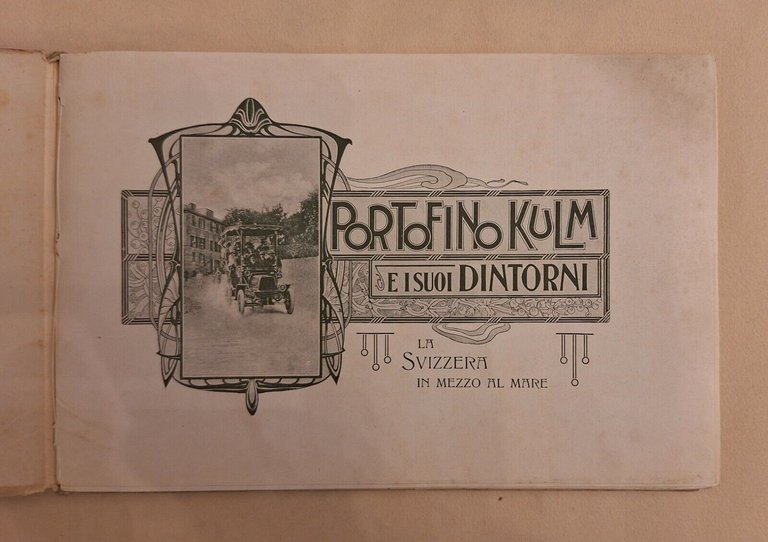 PORTOFINO KULM
E I SUOI DINTORNI
LA
SVIZZERA
IN MEZZO AL MARE